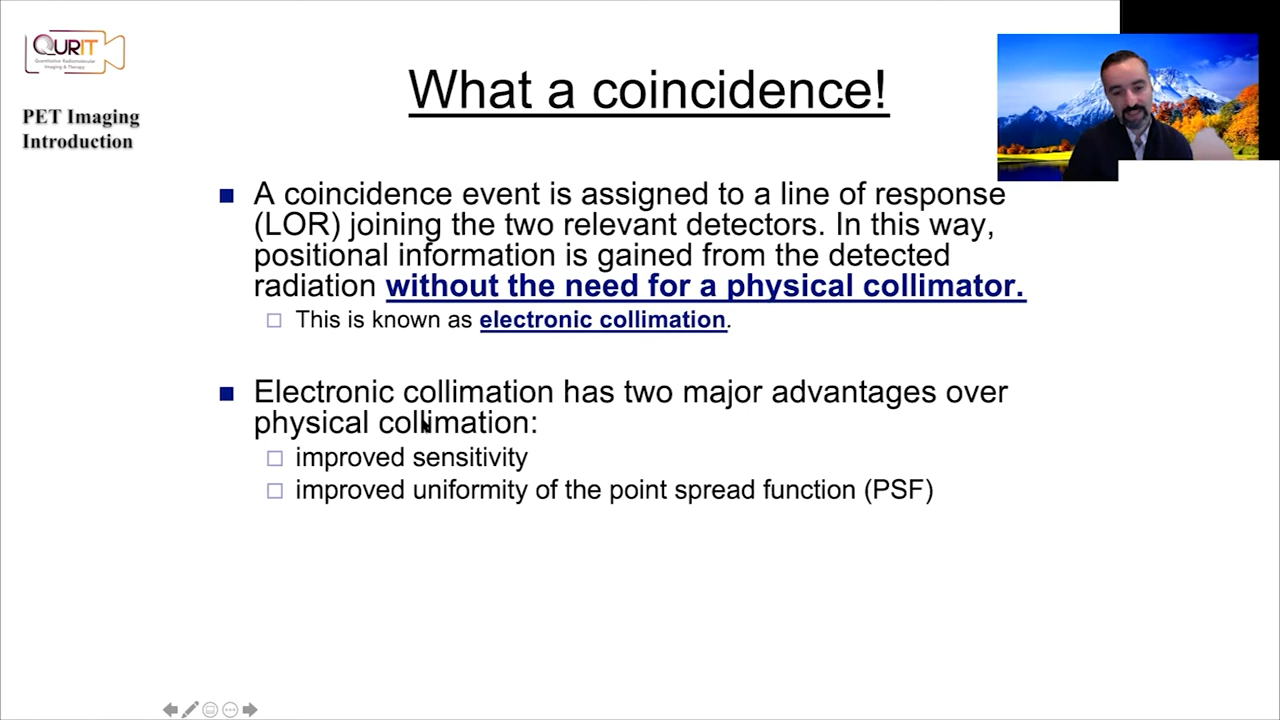 QURIT
Quantitative Radiomolecular
Imaging & Therapy
PET Imaging
Introduction
What a coincidence!
A coincidence event is assigned to a line of response
(LOR) joining the two relevant detectors. In this way,
positional information is gained from the detected
radiation without the need for a physical collimator.
This is known as electronic collimation.
Electronic collimation has two major advantages over
physical collimation:
improved sensitivity
improved uniformity of the point spread function (PSF)